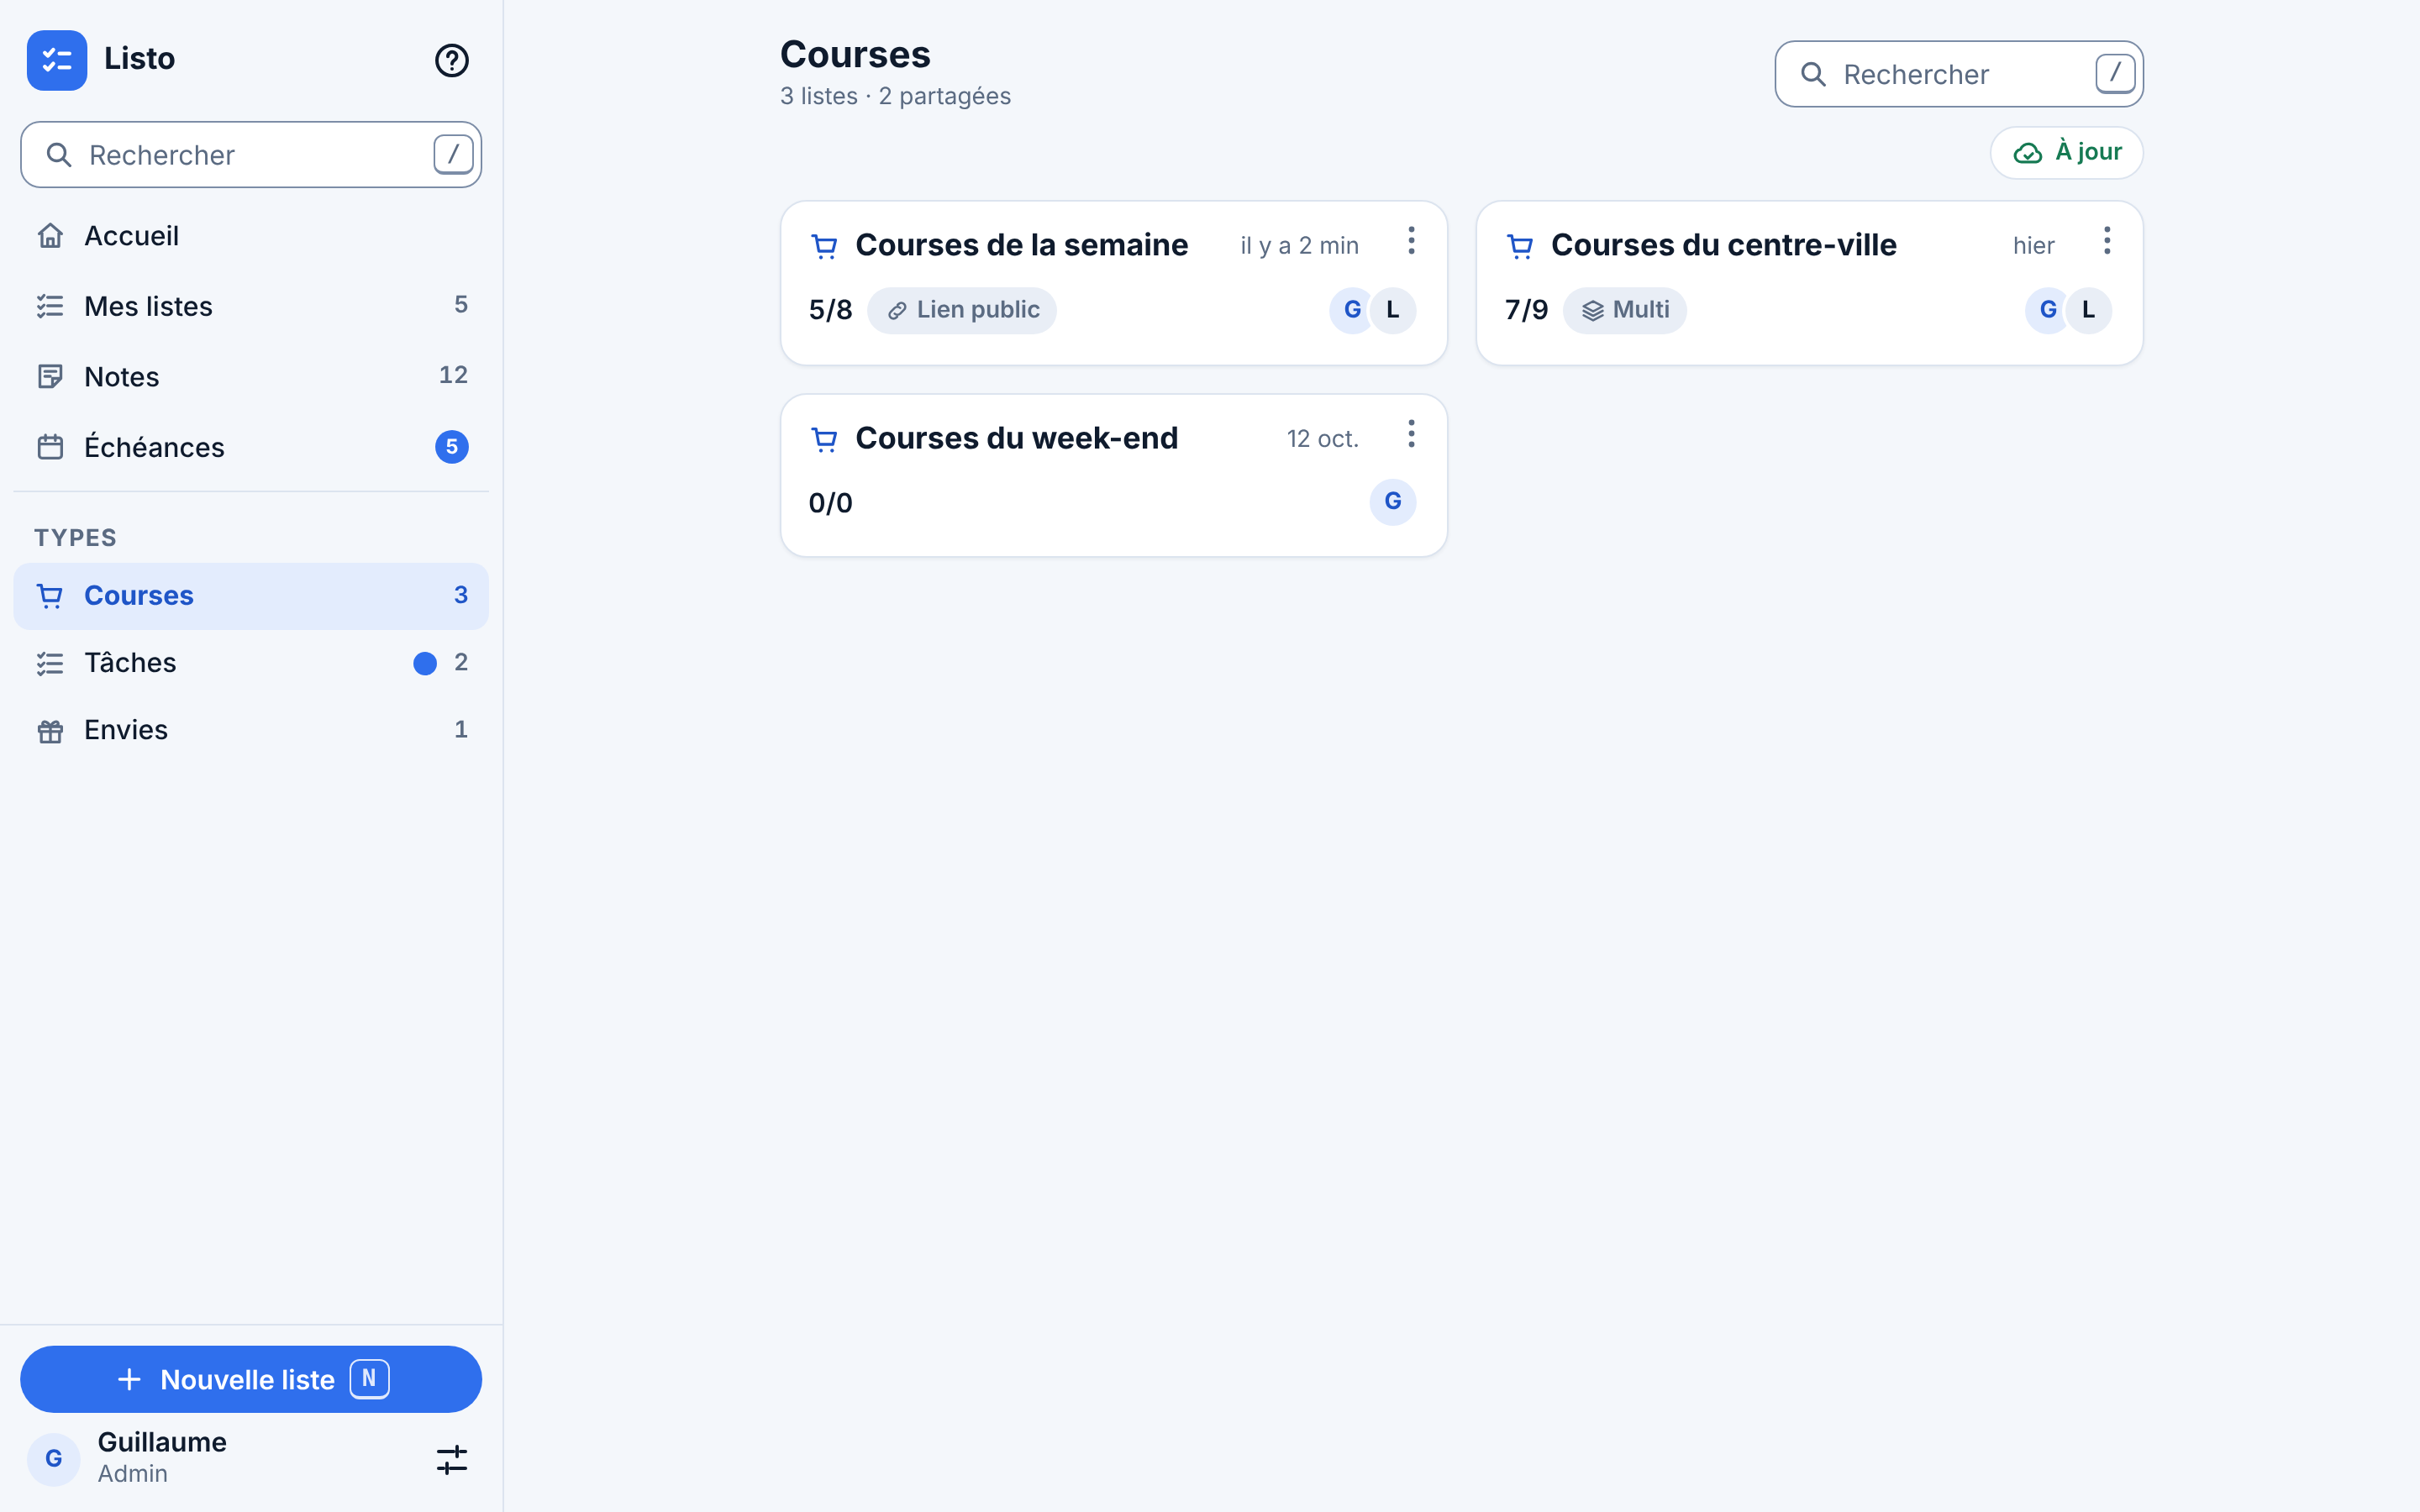 Listo
Rechercher /
Accueil
Mes listes 5
Notes 12
Échéances 5
TYPES
Courses 3
Tâches 2
Envies 1
Nouvelle liste N
G Guillaume
Admin
Courses
3 listes · 2 partagées
Rechercher /
À jour
Courses de la semaine il y a 2 min
5/8 Lien public G L
Courses du centre-ville hier
7/9 Multi G L
Courses du week-end 12 oct.
0/0 G